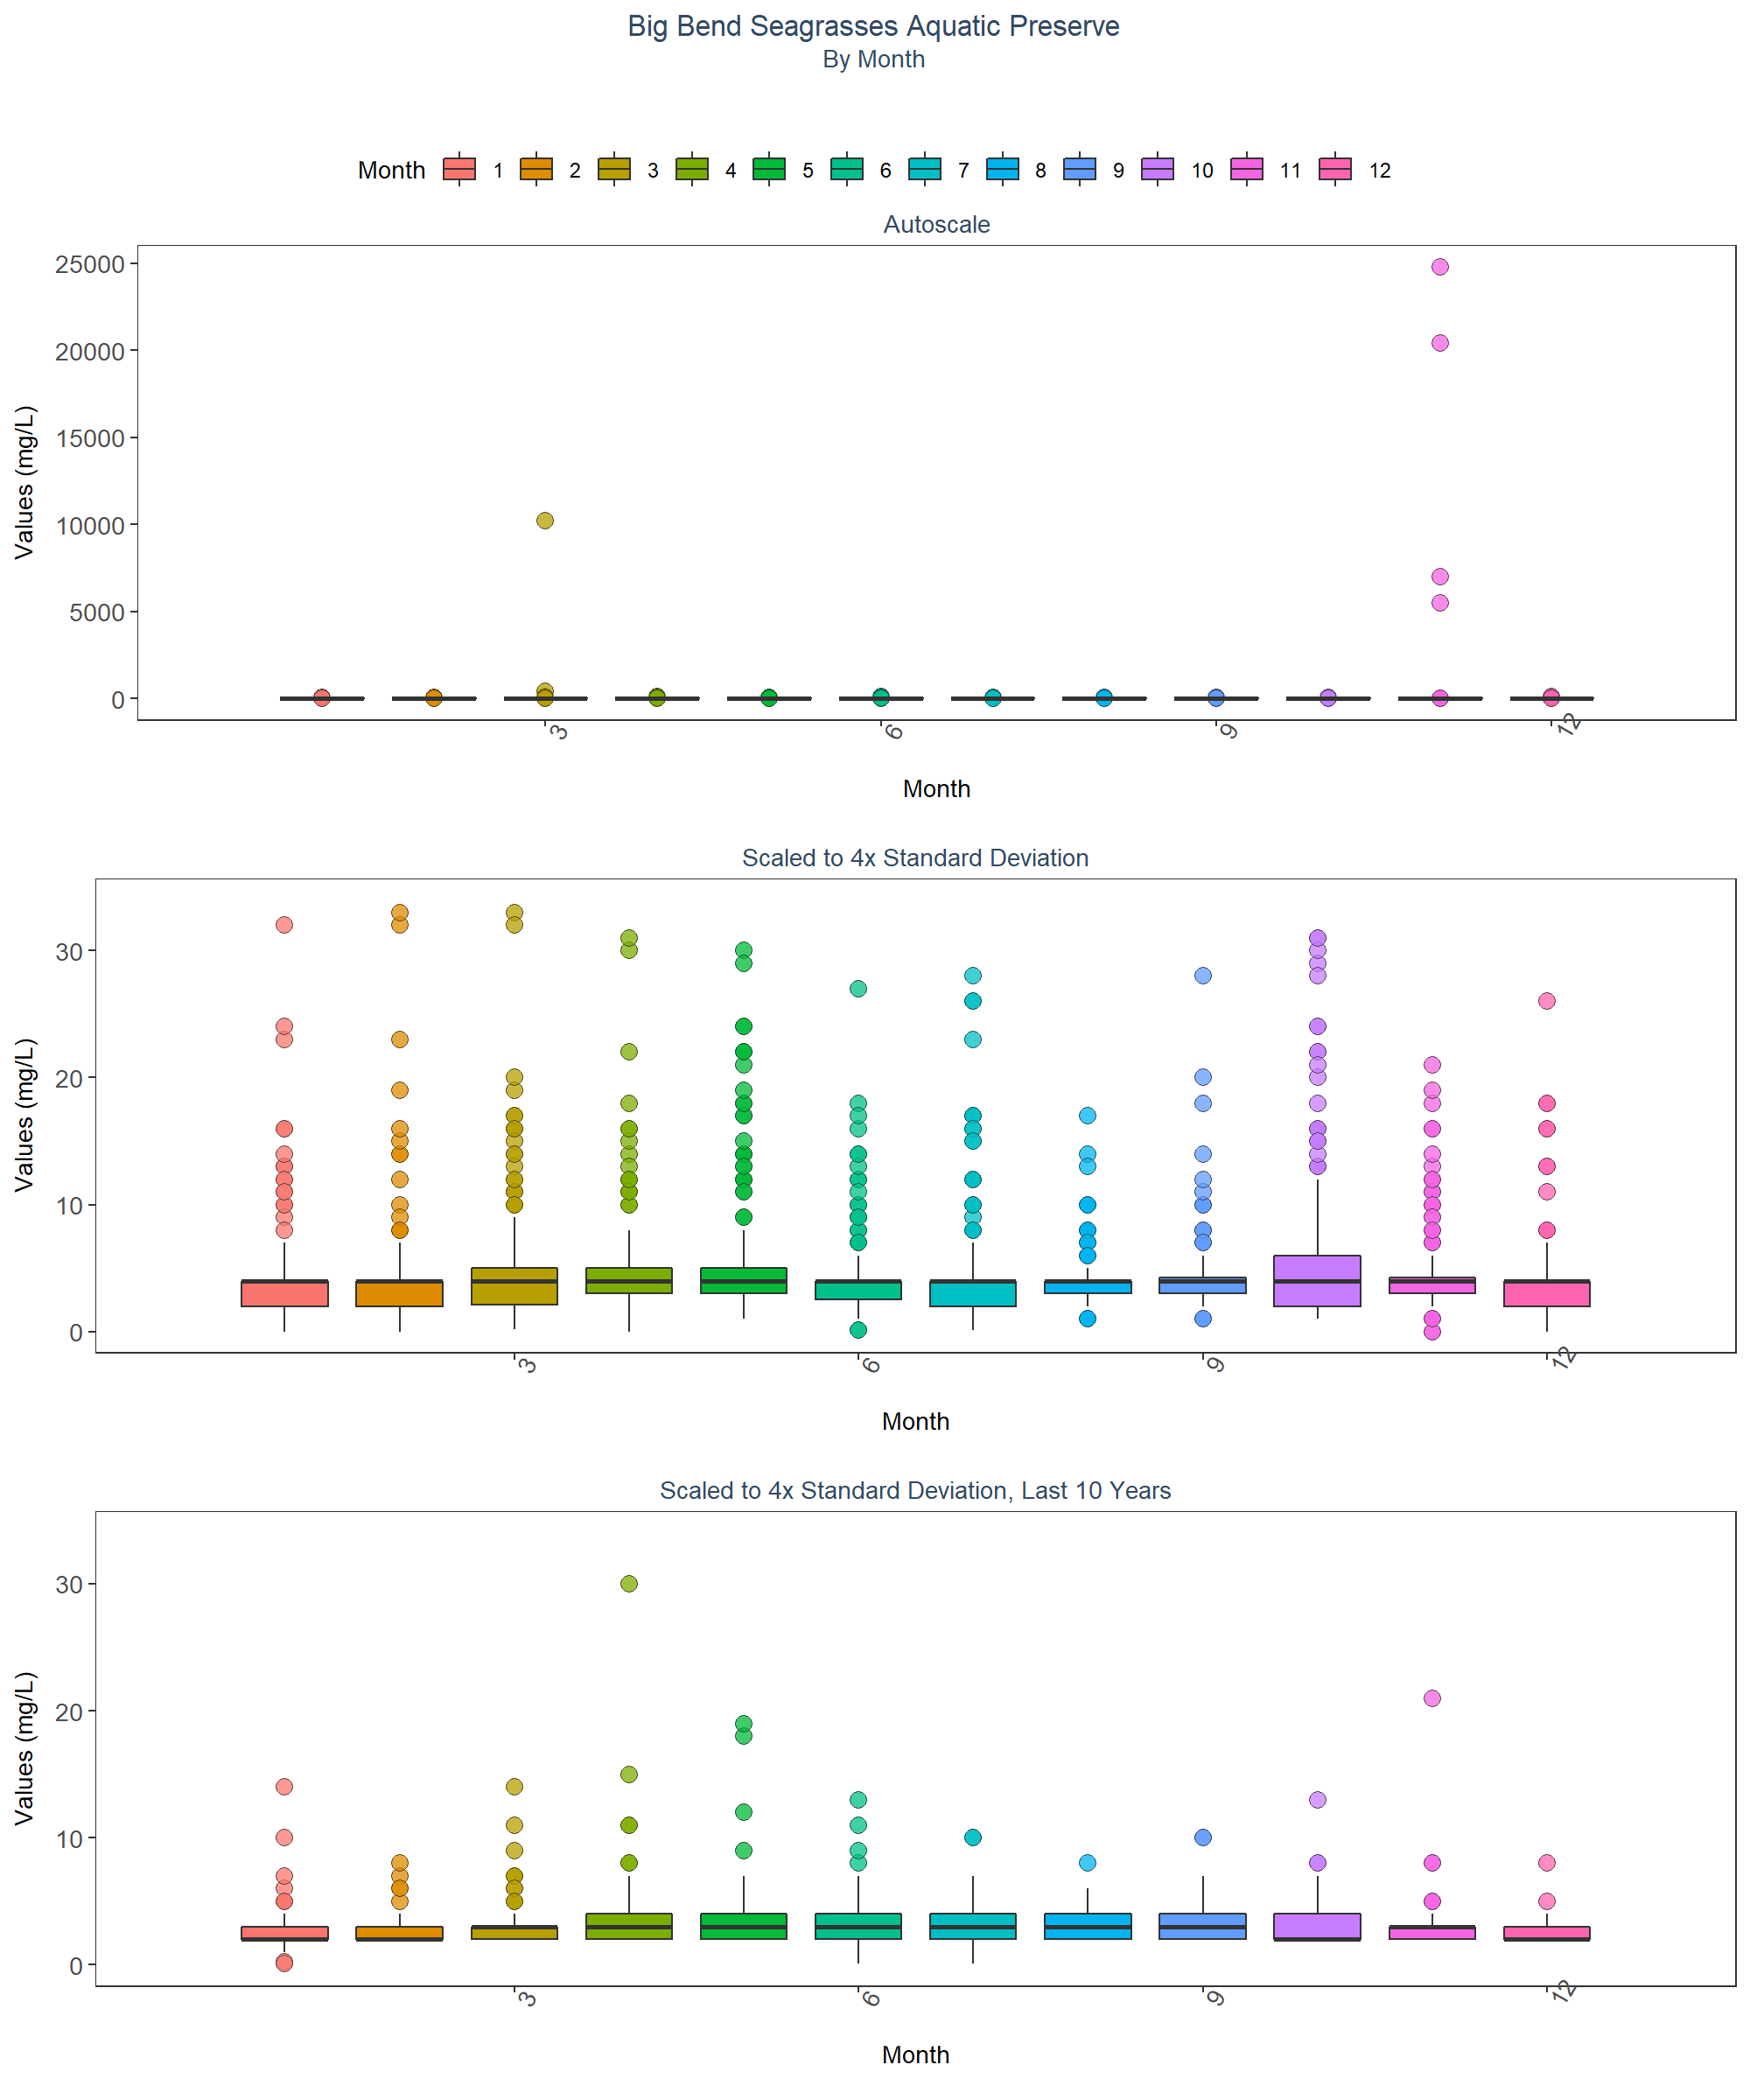 Big Bend Seagrasses Aquatic Preserve
By Month
Month 1 2 3 4 5 6 7 8 9 10 11 12
Autoscale
Values (mg/L)
25000
20000
15000
10000
5000
0
3 6 9 12
Month
Scaled to 4x Standard Deviation
Values (mg/L)
30
20
10
0
3 6 9 12
Month
Scaled to 4x Standard Deviation, Last 10 Years
Values (mg/L)
30
20
10
0
3 6 9 12
Month